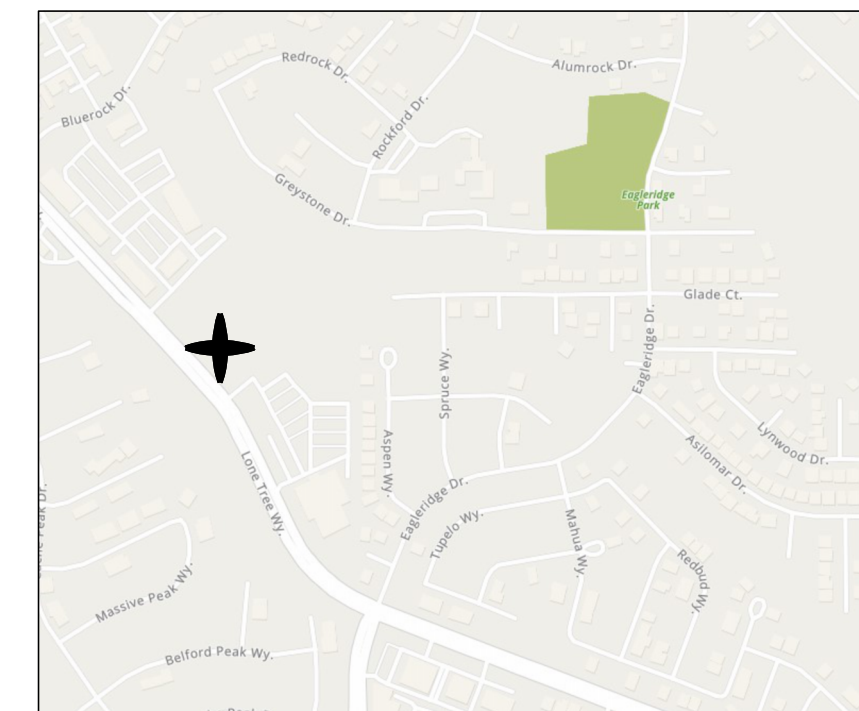 Redrock Dr.
Alumrock Dr.
Bluerock Dr.
Rockford Dr.
Greystone Dr.
Eagleridge
Park
Glade Ct.
Eagleridge Dr.
Spruce Wy.
Aspen Wy.
Lynwood Dr.
Asilomar Dr.
Lone Tree Wy.
Eagleridge Dr.
Tupelo Wy.
Mahua Wy.
Redbud Wy.
Peak Dr.
Massive Peak Wy.
Belford Peak Wy.